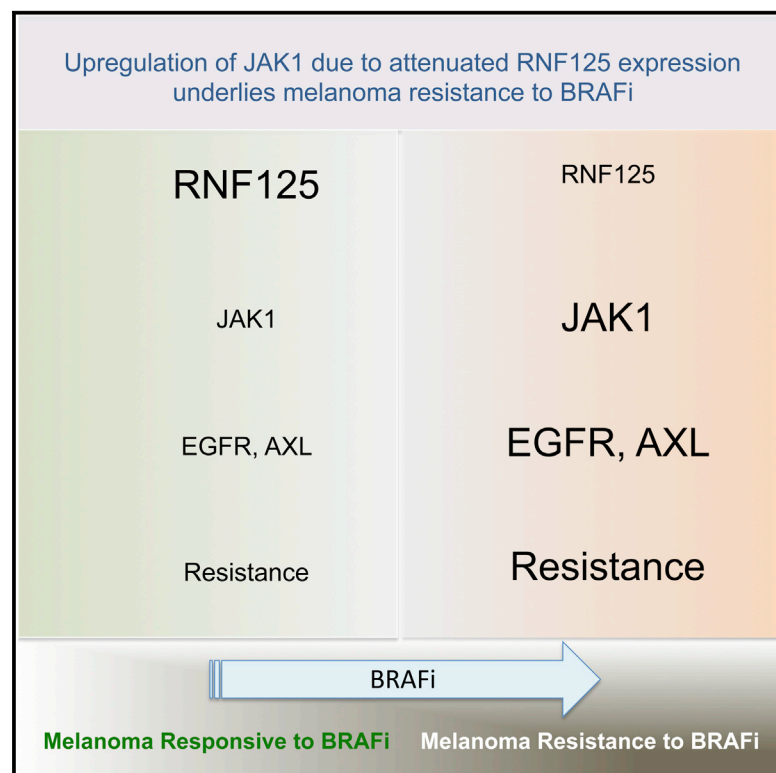 Upregulation of JAK1 due to attenuated RNF125 expression
underlies melanoma resistance to BRAFi
RNF125
RNF125
JAK1
JAK1
EGFR, AXL
EGFR, AXL
Resistance
Resistance
BRAFi
Melanoma Responsive to BRAFi
Melanoma Resistance to BRAFi